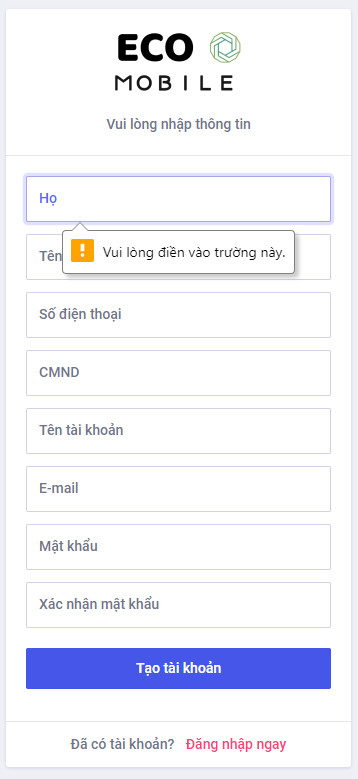 ECO
MOBILE
Vui lòng nhập thông tin
Họ
Vui lòng điền vào trường này.
Tên
Số điện thoại
CMND
Tên tài khoản
E-mail
Mật khẩu
Xác nhận mật khẩu
Tạo tài khoản
Đã có tài khoản? Đăng nhập ngay